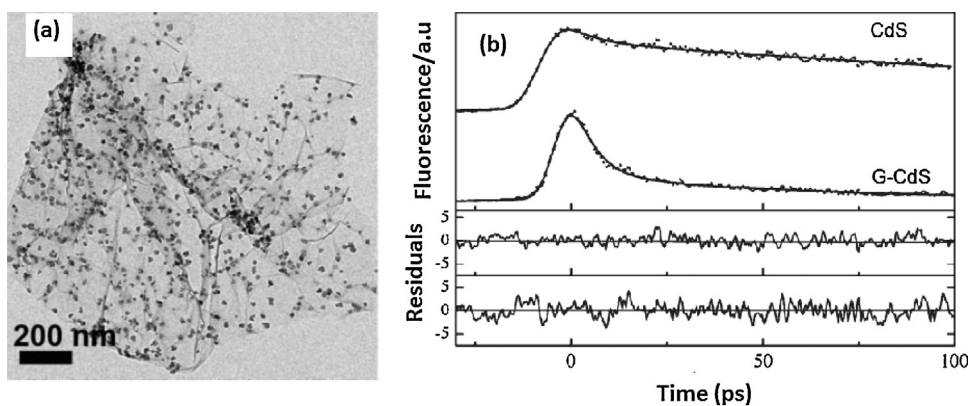 (a)
200 nm
(b)
CdS
G-CdS
Fluorescence/a.u
5
0
-5
5
0
-5
Residuals
0
50
100
Time (ps)